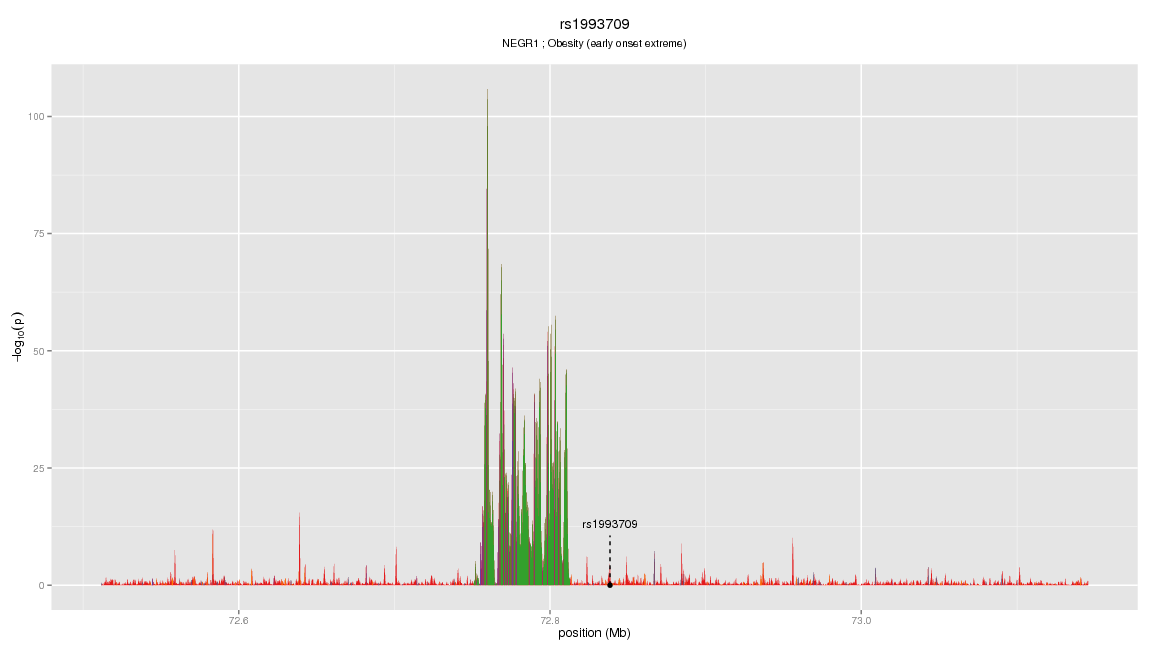 rs1993709
NEGR1 ; Obesity (early onset extreme)
100
75
50
25
0
-log10(p)
rs1993709
72.6
72.8
73.0
position (Mb)